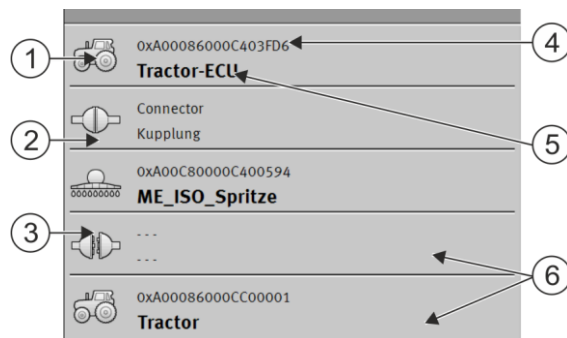 0xA00086000C403FD6
Tractor-ECU
Connector
Kupplung
0xA00C80000C400594
ME_ISO_Spritze
- - -
- - -
0xA00086000CC00001
Tractor
1
2
3
4
5
6